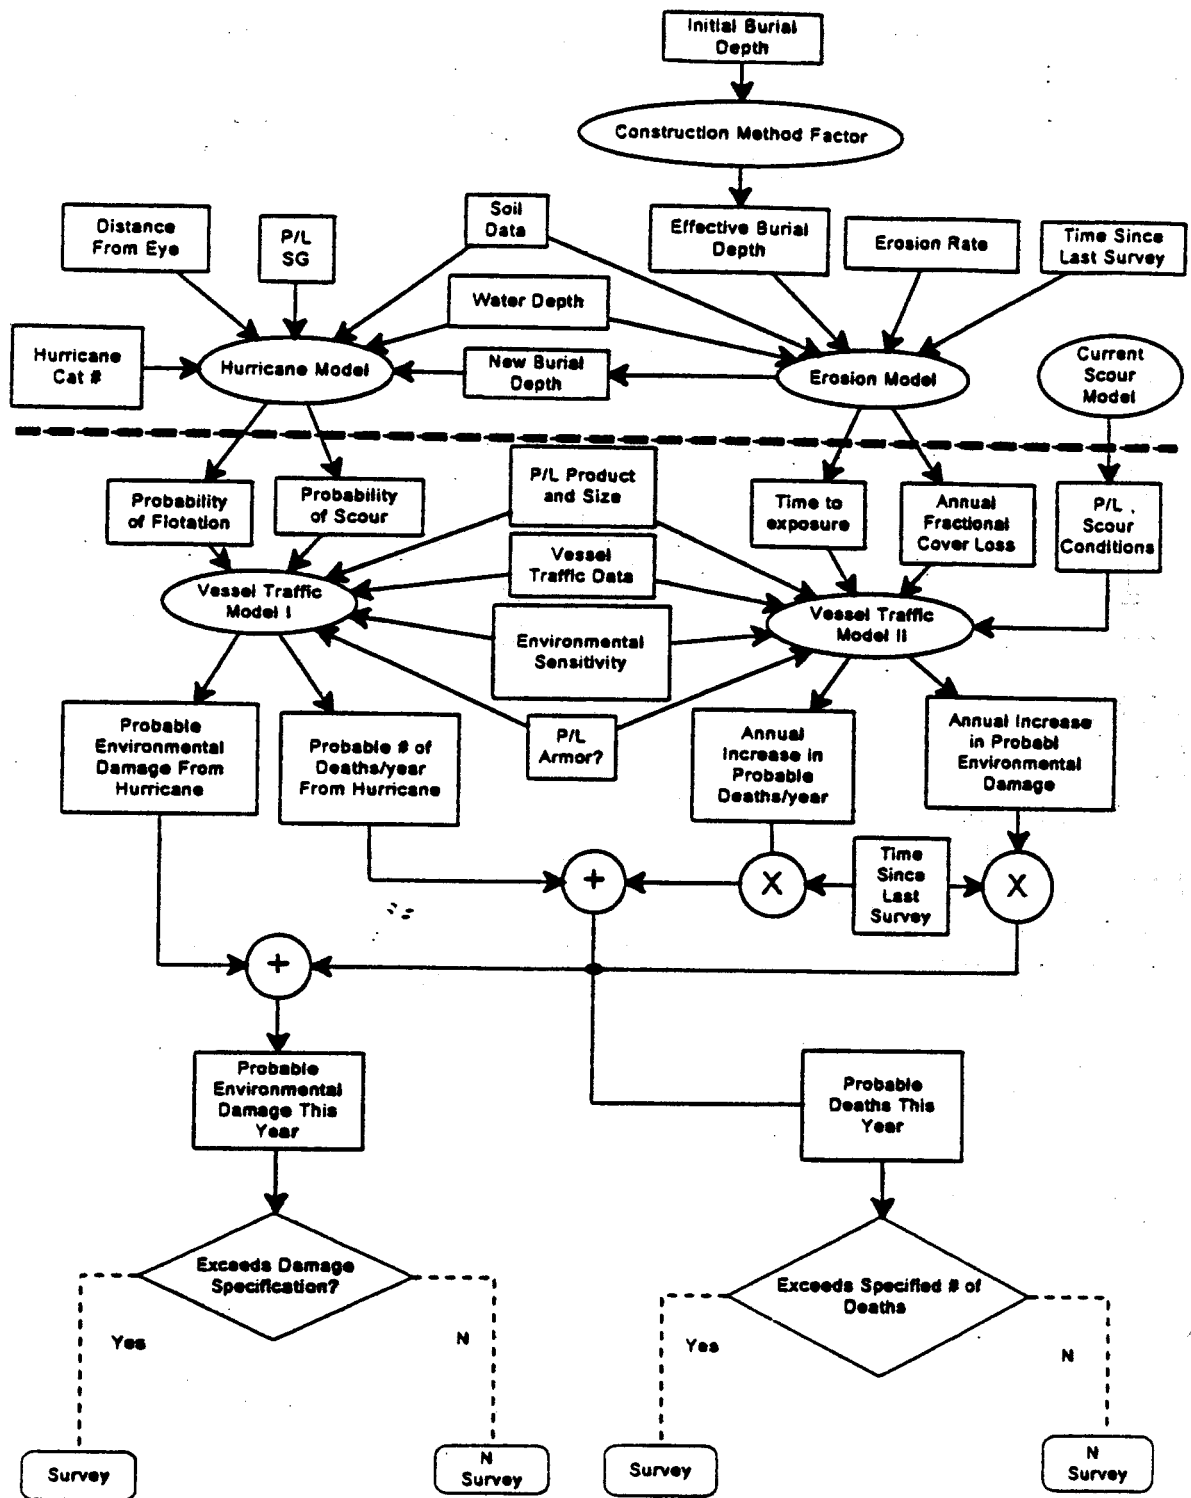 Initial Burial
Depth
Construction Method Factor
Distance
From Eye
P/L
SG
Soil
Data
Effective Burial
Depth
Erosion Rate
Time Since
Last Survey
Water Depth
Hurricane
Cat #
Hurricane Model
New Burial
Depth
Erosion Model
Current
Scour
Model
Probability
of Flotation
Probability
of Scour
P/L Product
and Size
Time to
exposure
Annual
Fractional
Cover Loss
P/L
Scour
Conditions
Vessel
Traffic Data
Vessel Traffic
Model I
Vessel Traffic
Model II
Environmental
Sensitivity
Probable
Environmental
Damage From
Hurricane
Probable # of
Deaths/year
From Hurricane
P/L
Armor?
Annual
Increase in
Probable
Deaths/year
Annual Increase
in Probabl
Environmental
Damage
+
X
Time
Since
Last
Survey
X
+
Probable
Environmental
Damage This
Year
Probable
Deaths This
Year
Exceeds Damage
Specification?
Exceeds Specified # of
Deaths
Yes
N
Yes
N
Survey
N
Survey
Survey
N
Survey